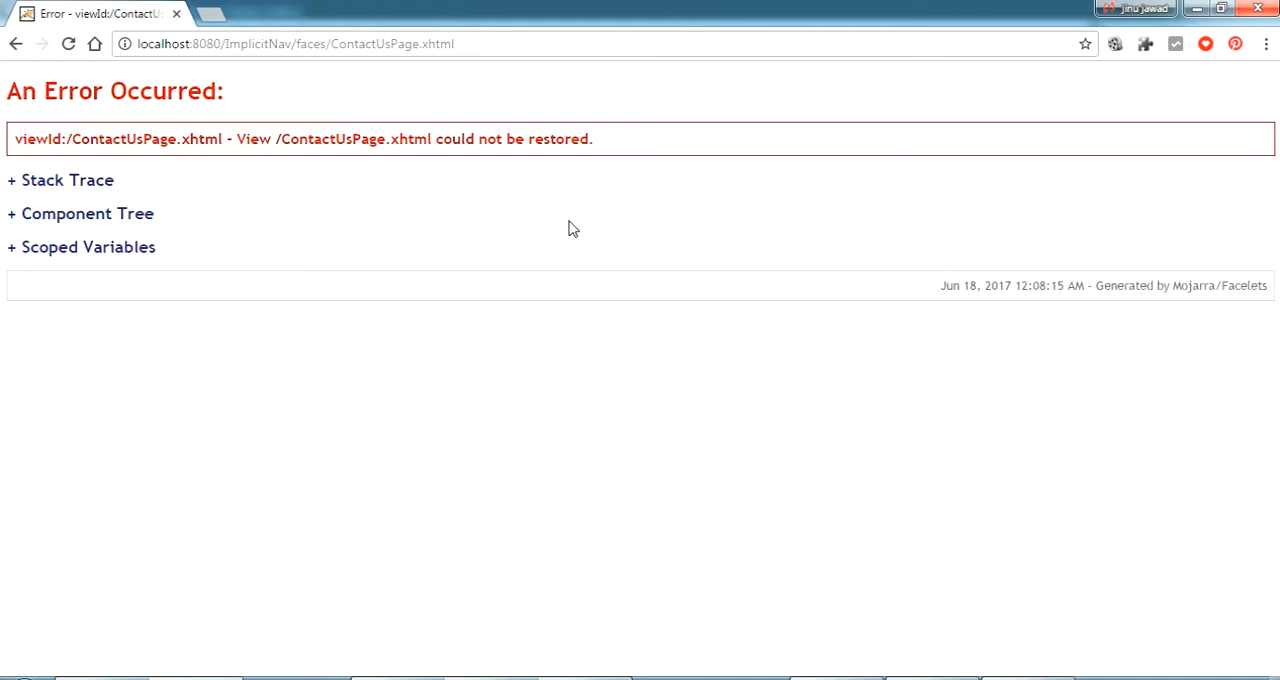 Error - viewId:/ContactU:
jinu jawad
localhost:8080/ImplicitNav/faces/ContactUsPage.xhtml
An Error Occurred:
viewId:/ContactUsPage.xhtml - View /ContactUsPage.xhtml could not be restored.
+ Stack Trace
+ Component Tree
+ Scoped Variables
Jun 18, 2017 12:08:15 AM - Generated by Mojarra/Facelets